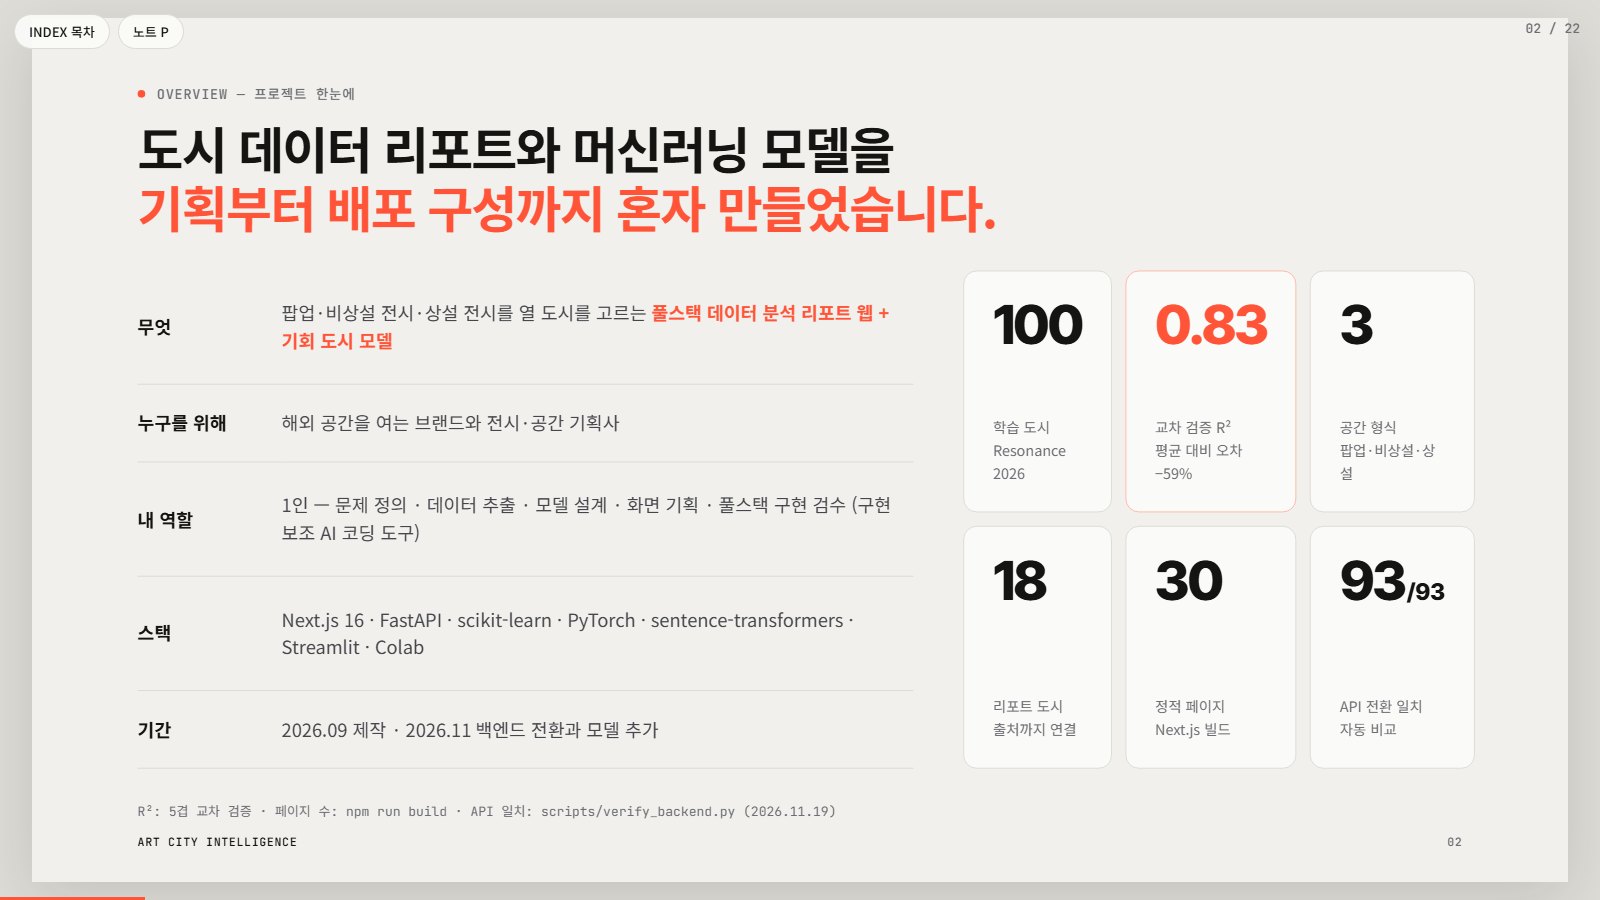 INDEX 목차
노트 P
02 / 22
OVERVIEW — 프로젝트 한눈에
도시 데이터 리포트와 머신러닝 모델을
기획부터 배포 구성까지 혼자 만들었습니다.
무엇
팝업·비상설 전시·상설 전시를 열 도시를 고르는 풀스택 데이터 분석 리포트 웹 +
기회 도시 모델
누구를 위해
해외 공간을 여는 브랜드와 전시·공간 기획사
내 역할
1인 — 문제 정의 · 데이터 추출 · 모델 설계 · 화면 기획 · 풀스택 구현 검수 (구현
보조 AI 코딩 도구)
스택
Next.js 16 · FastAPI · scikit-learn · PyTorch · sentence-transformers ·
Streamlit · Colab
기간
2026.09 제작 · 2026.11 백엔드 전환과 모델 추가
100
학습 도시
Resonance
2026
0.83
교차 검증 R²
평균 대비 오차
−59%
3
공간 형식
팝업·비상설·상
설
18
리포트 도시
출처까지 연결
30
정적 페이지
Next.js 빌드
93/93
API 전환 일치
자동 비교
R²: 5겹 교차 검증 · 페이지 수: npm run build · API 일치: scripts/verify_backend.py (2026.11.19)
ART CITY INTELLIGENCE
02